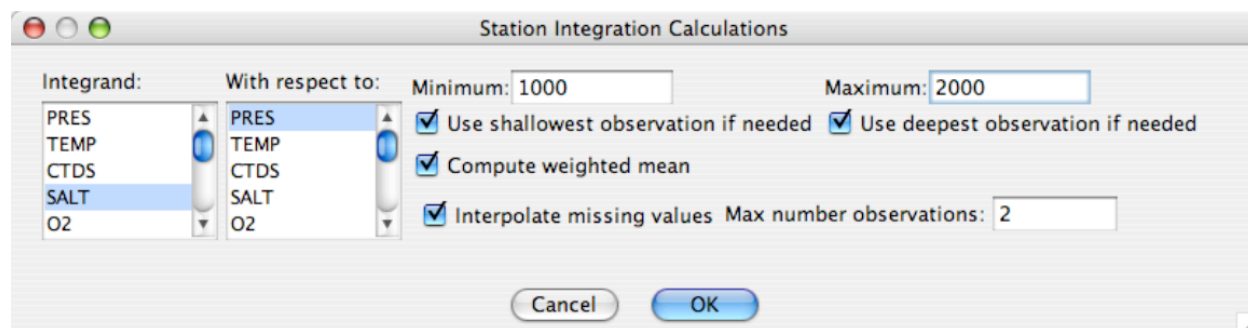 Station Integration Calculations
Integrand: With respect to: Minimum: 1000 Maximum: 2000
PRES PRES Use shallowest observation if needed Use deepest observation if needed
TEMP TEMP
CTDS CTDS Compute weighted mean
SALT SALT
O2 O2 Interpolate missing values Max number observations: 2
Cancel OK